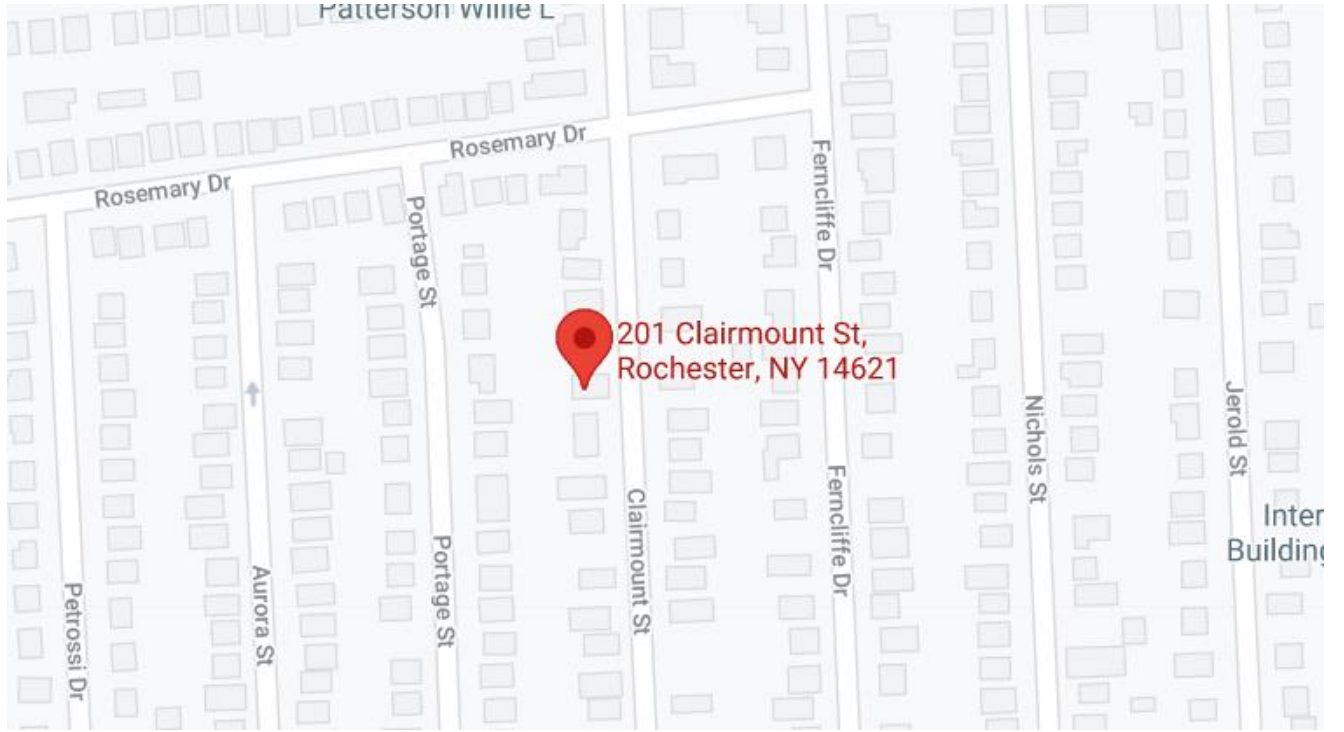 Patterson Willie L
Rosemary Dr
Rosemary Dr
Ferncliffe Dr
Portage St
201 Clairmount St,
Rochester, NY 14621
Jerold St
Nichols St
Ferncliffe Dr
Clairmount St
Inter
Building
Portage St
Aurora St
Petrossi Dr